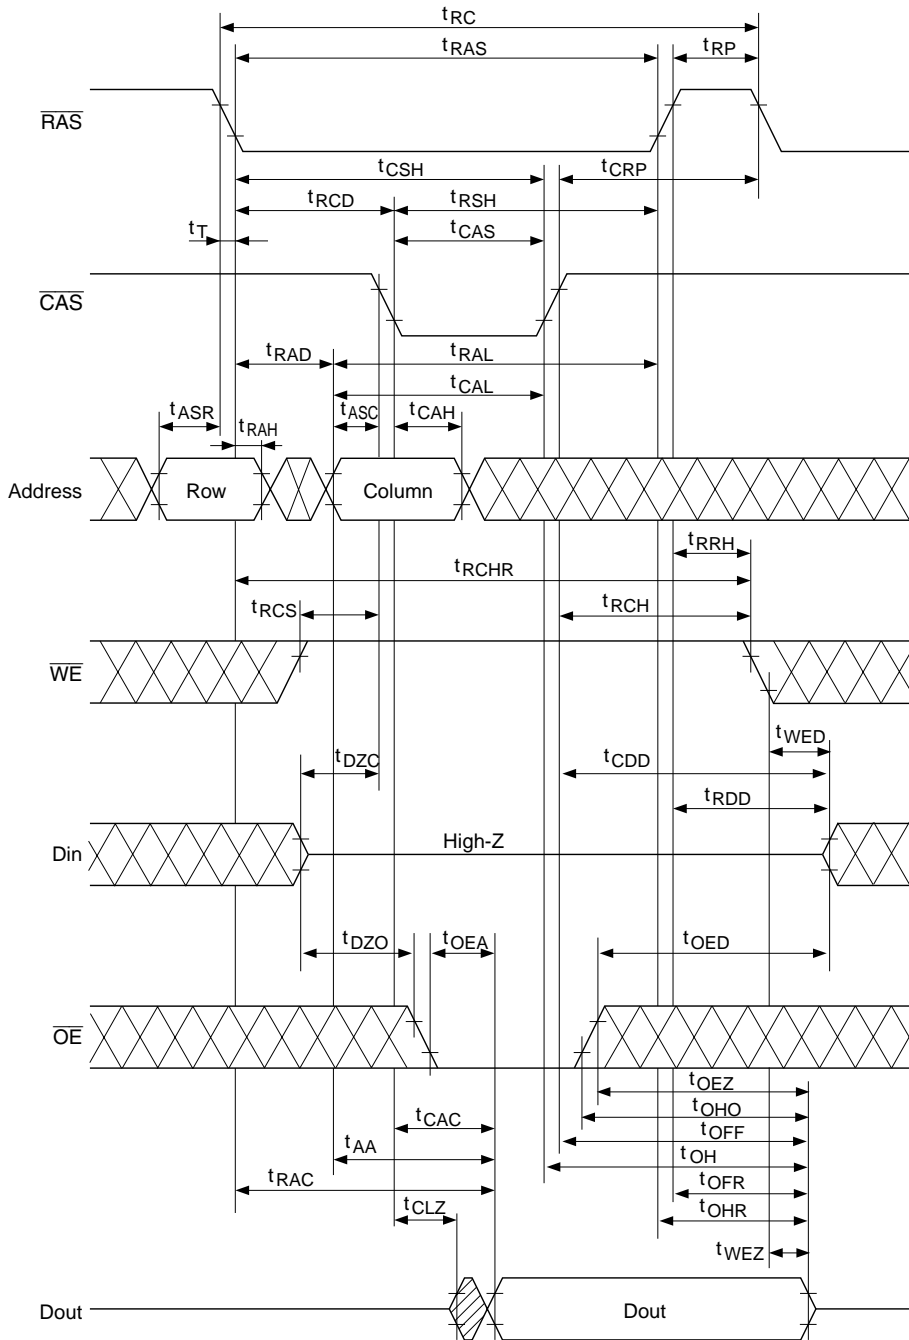 tRC
tRAS tRP
RAS
tCSH tCRP
tRCD tRSH
tT tCAS
CAS
tRAD tRAL
tCAL
tASR tASC tCAH
tRAH
Address Row Column
tRRH
tRCHR
tRCS tRCH
WE
tWED
tDZC tCDD
tRDD
High-Z
Din
tDZO tOEA tOED
OE
tOEZ
tOHO
tCAC
tOFF
tAA
tOH
tRAC
tOFR
tCLZ
tOHR
tWEZ
Dout Dout